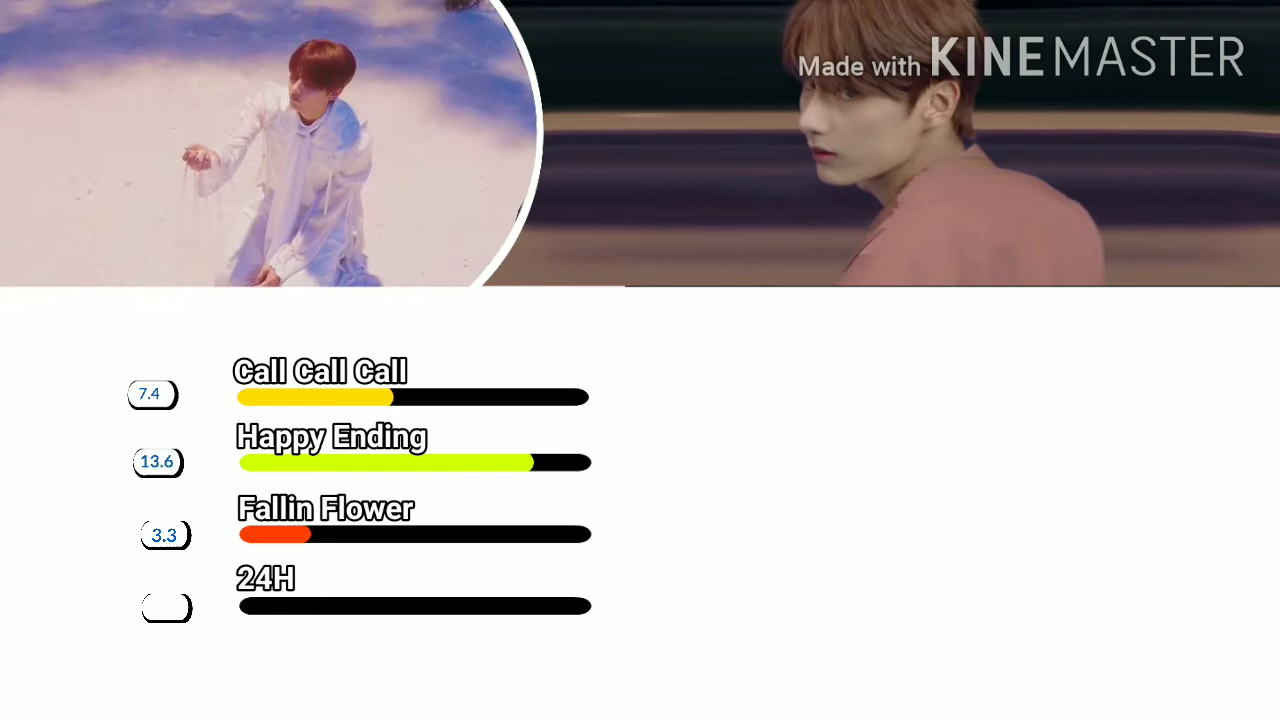 Made with KINEMASTER
Call Call Call
7.4
Happy Ending
13.6
Fallin Flower
3.3
24H